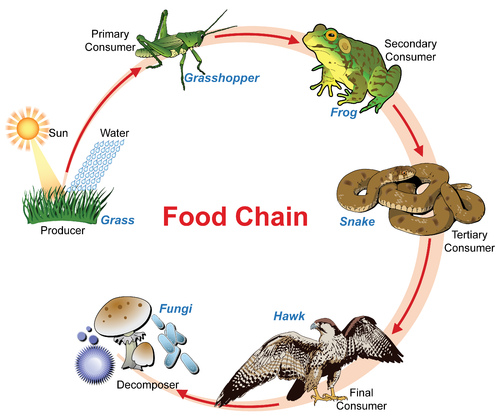 Primary
Consumer
Grasshopper
Secondary
Consumer
Frog
Sun
Water
Producer
Grass
Food Chain
Snake
Tertiary
Consumer
Fungi
Hawk
Decomposer
Final
Consumer